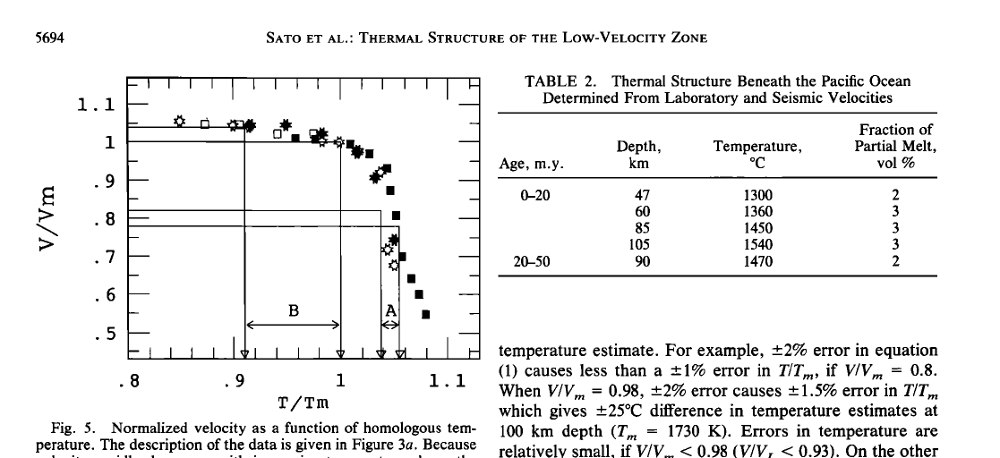 5694
SATO ET AL.: THERMAL STRUCTURE OF THE LOW-VELOCITY ZONE
1.1
1
.9
.8
.7
.6
.5
V/Vm
B
A
.8
.9
1
1.1
T/Tm
Fig. 5. Normalized velocity as a function of homologous tem-
perature. The description of the data is given in Figure 3a. Because
TABLE 2. Thermal Structure Beneath the Pacific Ocean
Determined From Laboratory and Seismic Velocities
Fraction of
Depth, Temperature, Partial Melt,
Age, m.y. km °C vol %
0–20 47 1300 2
60 1360 3
85 1450 3
105 1540 3
20–50 90 1470 2
temperature estimate. For example, ±2% error in equation
(1) causes less than a ±1% error in T/Tm, if V/Vm = 0.8.
When V/Vm = 0.98, ±2% error causes ±1.5% error in T/Tm
which gives ±25°C difference in temperature estimates at
100 km depth (Tm = 1730 K). Errors in temperature are
relatively small, if V/Vm < 0.98 (V/V < 0.93). On the other